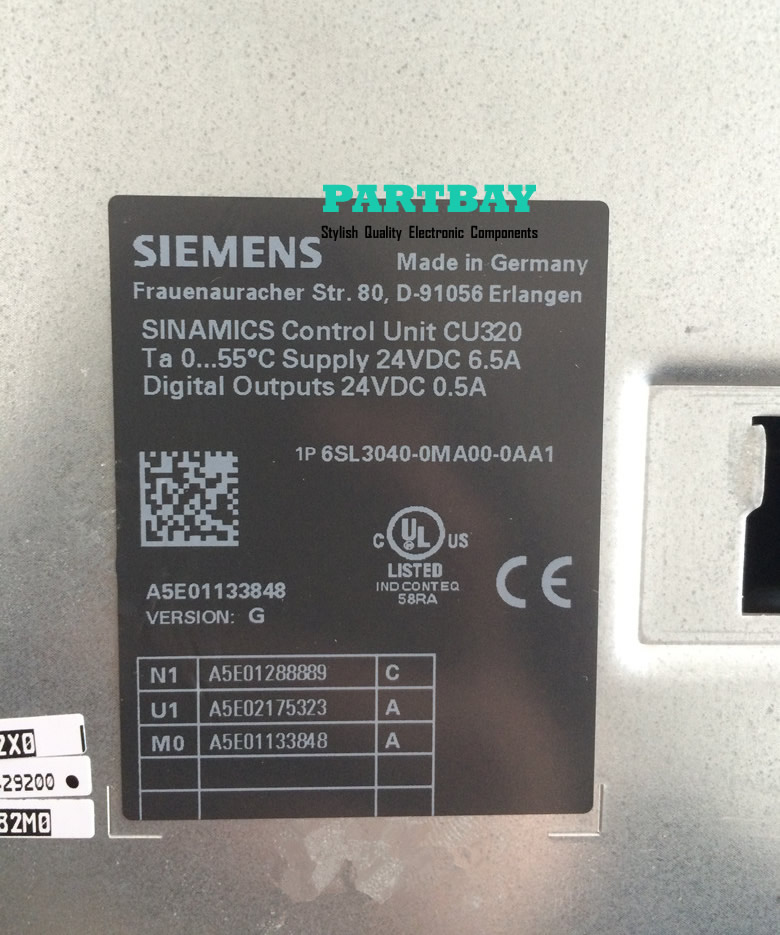 PARTBAY
Stylish Quality Electronic Components
SIEMENS
Made in Germany
Frauenauracher Str. 80, D-91056 Erlangen
SINAMICS Control Unit CU320
Ta 0...55°C Supply 24VDC 6.5A
Digital Outputs 24VDC 0.5A
1P 6SL3040-0MA00-0AA1
C UL US
LISTED
IND CONT EQ
58RA
CE
A5E01133848
VERSION: G
N1 A5E01288889 C
U1 A5E02175323 A
M0 A5E01133848 A
2X0
29200
32M0